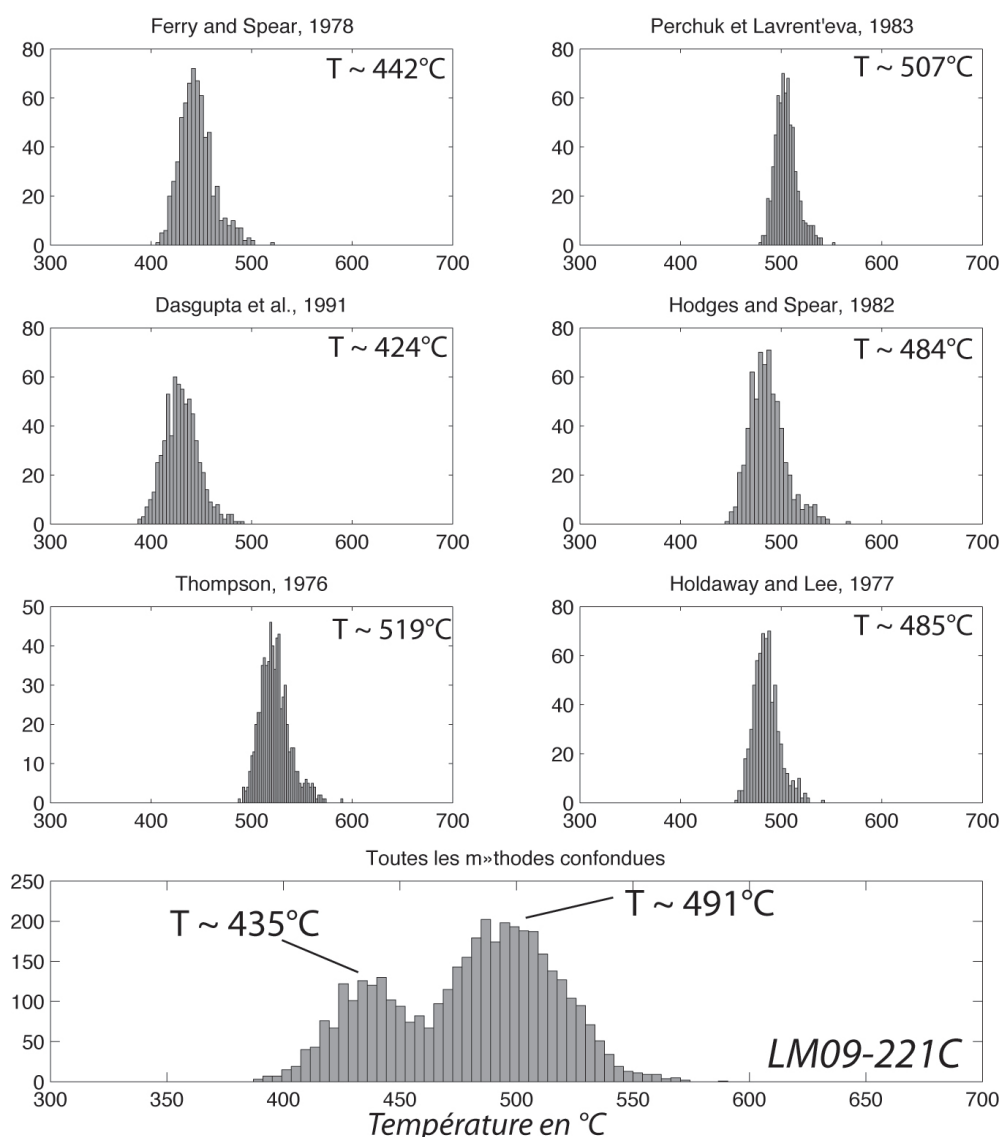 Ferry and Spear, 1978
80
60
40
20
0
300 400 500 600 700
T ~ 442°C
Perchuk et Lavrent'eva, 1983
80
60
40
20
0
300 400 500 600 700
T ~ 507°C
Dasgupta et al., 1991
80
60
40
20
0
300 400 500 600 700
T ~ 424°C
Hodges and Spear, 1982
80
60
40
20
0
300 400 500 600 700
T ~ 484°C
Thompson, 1976
50
40
30
20
10
0
300 400 500 600 700
T ~ 519°C
Holdaway and Lee, 1977
80
60
40
20
0
300 400 500 600 700
T ~ 485°C
Toutes les m»thodes confondues
250
200
150
100
50
0
T ~ 435°C
T ~ 491°C
LM09-221C
300 350 400 450 500 550 600 650 700
Température en °C